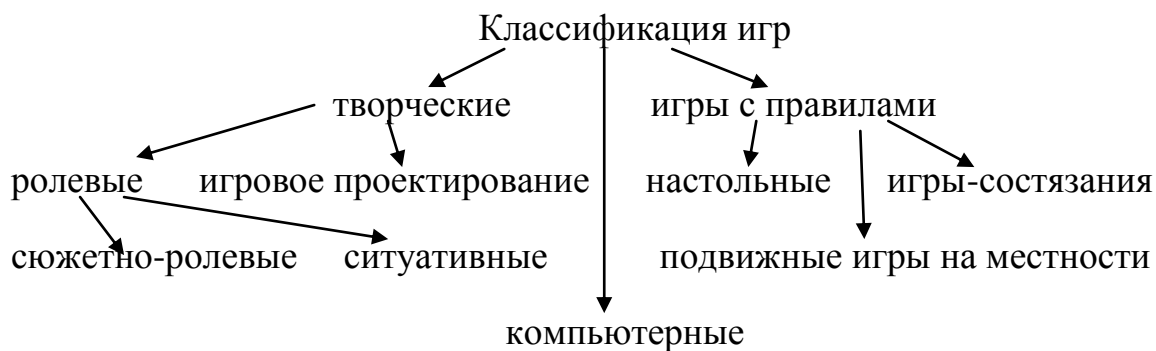 Классификация игр
творческие игры с правилами
ролевые игровое проектирование настольные игры-состязания
сюжетно-ролевые ситуативные подвижные игры на местности
компьютерные